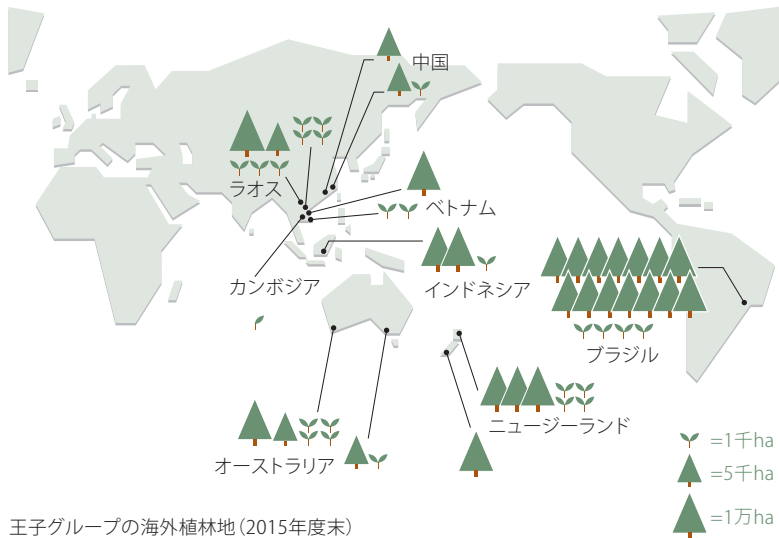 中国
ラオス
ベトナム
カンボジア
インドネシア
ブラジル
ニュージーランド
オーストラリア
=1千ha
=5千ha
=1万ha
王子グループの海外植林地(2015年度末)